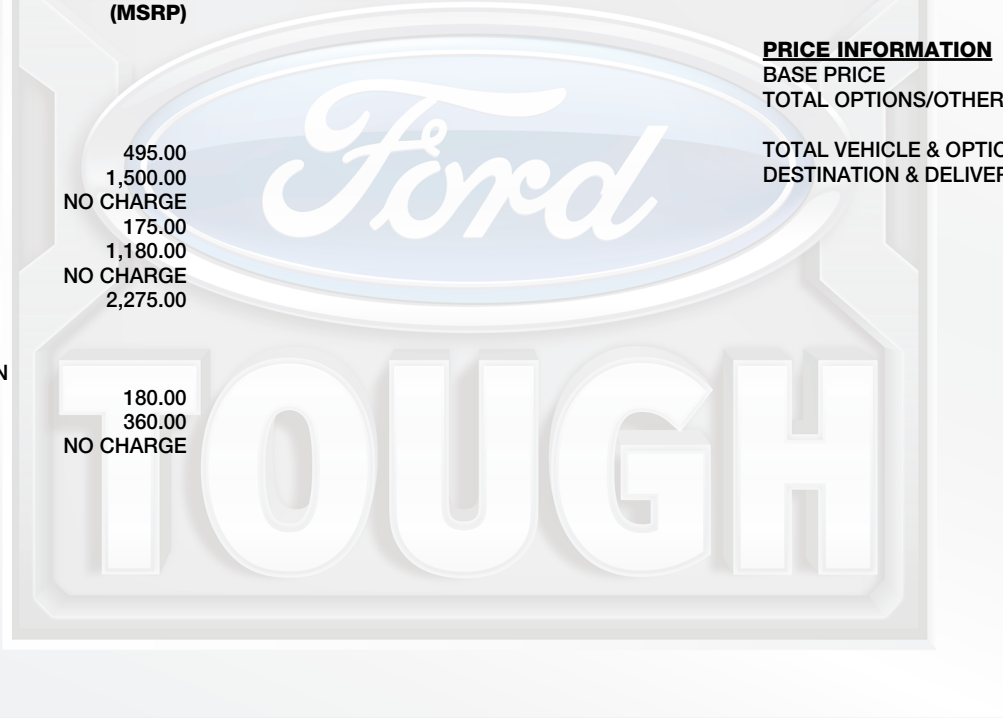 (MSRP)
495.00
1,500.00
NO CHARGE
175.00
1,180.00
NO CHARGE
2,275.00
N
180.00
360.00
NO CHARGE
PRICE INFORMATION
BASE PRICE
TOTAL OPTIONS/OTHER
TOTAL VEHICLE & OPTIO
DESTINATION & DELIVER
Ford
TOUGH